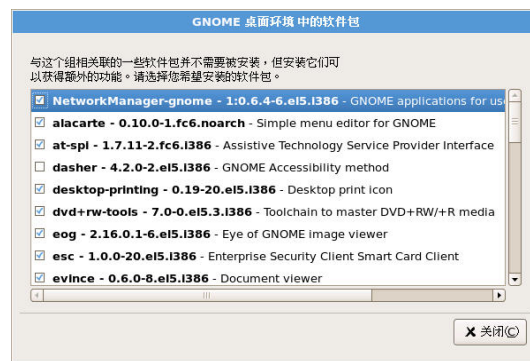 GNOME 桌面环境 中的软件包
与这个组相关联的一些软件包并不需要被安装，但安装它们可
以获得额外的功能。请选择您希望安装的软件包。
NetworkManager-gnome - 1:0.6.4-6.el5.i386 - GNOME applications for use
alacarte - 0.10.0-1.fc6.noarch - Simple menu editor for GNOME
at-spi - 1.7.11-2.fc6.i386 - Assistive Technology Service Provider Interface
dasher - 4.2.0-2.el5.i386 - GNOME Accessibility method
desktop-printing - 0.19-20.el5.i386 - Desktop print icon
dvd+rw-tools - 7.0-0.el5.3.i386 - Toolchain to master DVD+RW/+R media
eog - 2.16.0.1-6.el5.i386 - Eye of GNOME image viewer
esc - 1.0.0-20.el5.i386 - Enterprise Security Client Smart Card Client
evince - 0.6.0-8.el5.i386 - Document viewer
关闭(C)